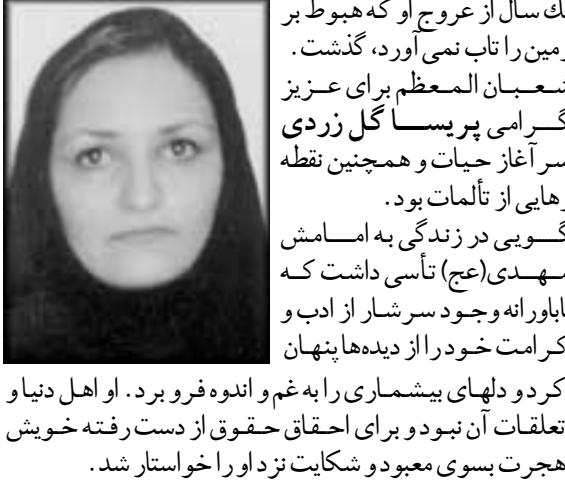 ک سال از عروج او که هبوط بر
زمین را تاب نمی آورد، گذشت.
شعبان المعظم برای عزیز
گرامی پریسا گل زردی
سرآغاز حیات و همچنین نقطه
رهایی از تألمات بود.
گویی در زندگی به امامش
مهدی(عج) تأسی داشت که
ناباورانه وجود سرشار از ادب و
کرامت خود را از دیده‌ها پنهان
کرد و دلهای بیشماری را به غم و اندوه فرو برد. او اهل دنیا و
تعلقات آن نبود و برای احقاق حقوق از دست رفته خویش
هجرت بسوی معبود و شکایت نزد او را خواستار شد.